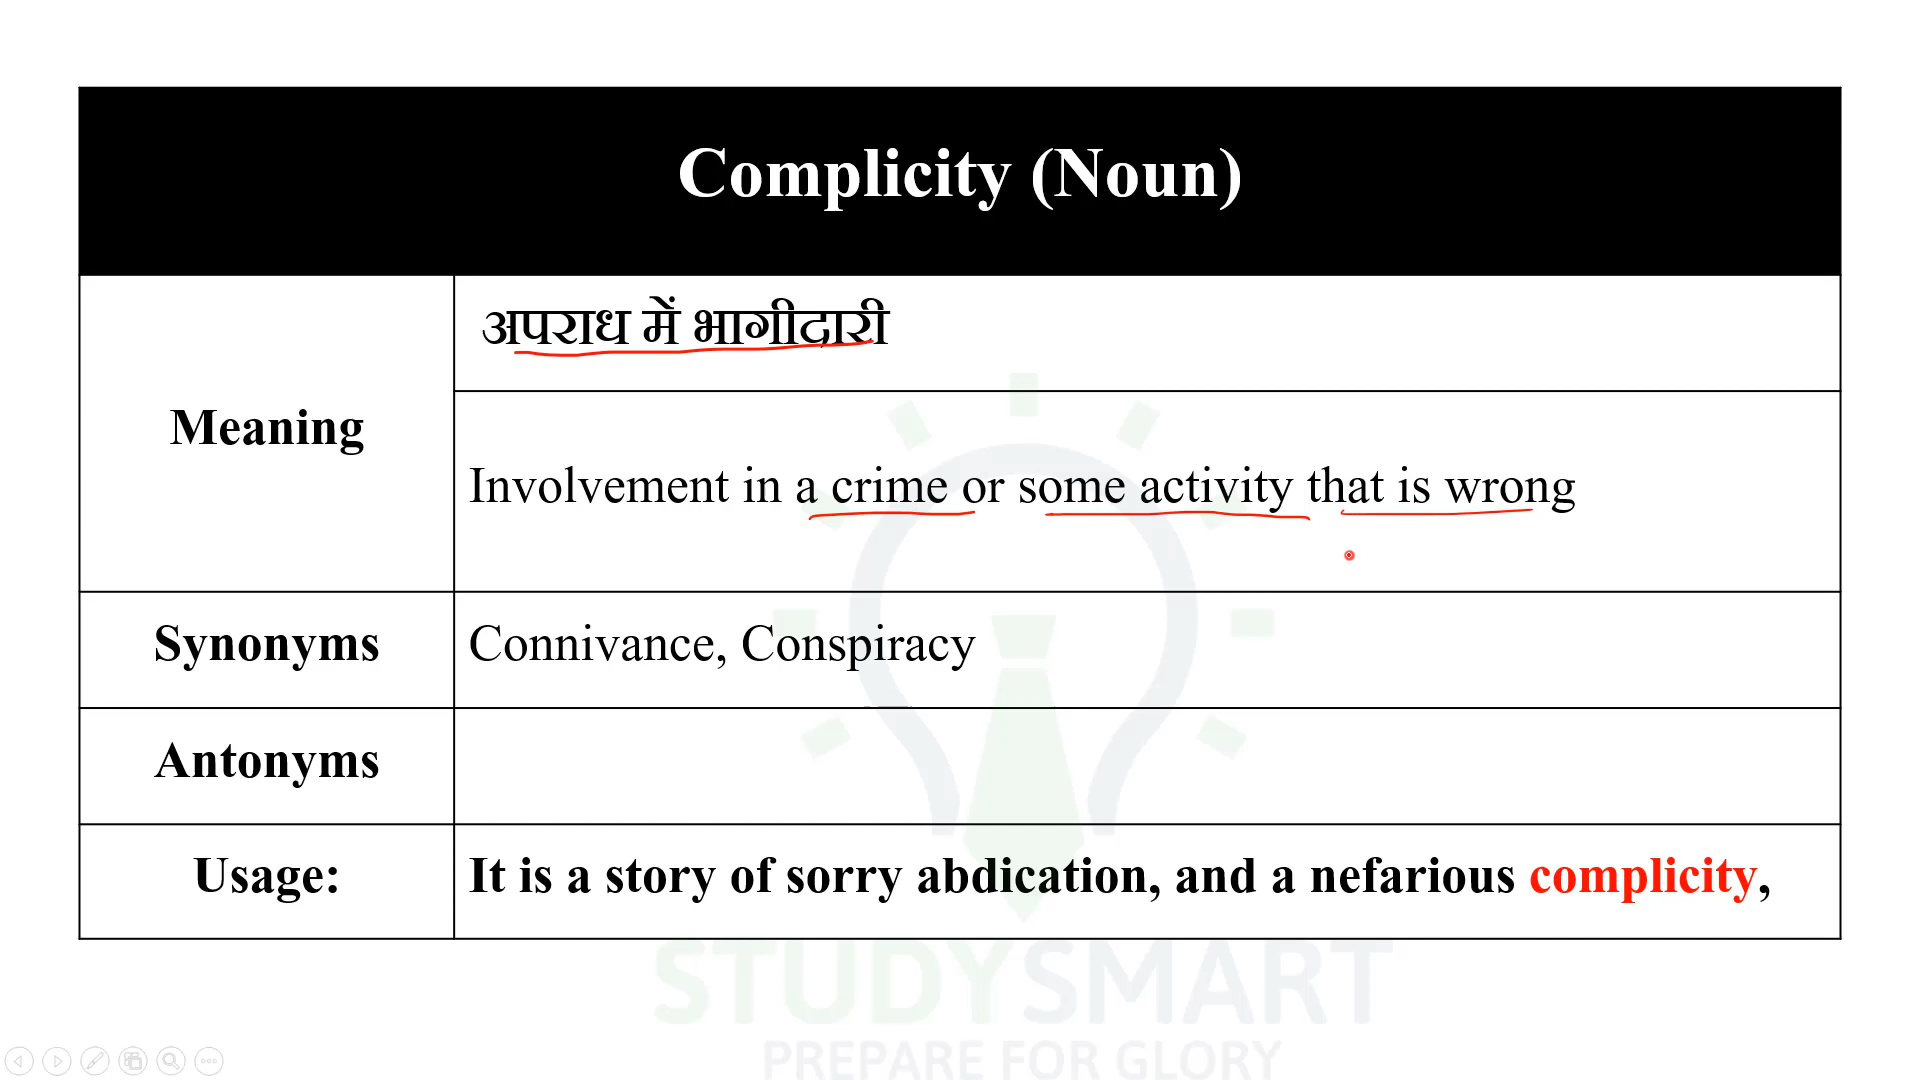 Complicity (Noun)
अपराध में भागीदारी
Meaning
Involvement in a crime or some activity that is wrong
Synonyms
Connivance, Conspiracy
Antonyms
Usage:
It is a story of sorry abdication, and a nefarious complicity,
STUDYSMART
PREPARE FOR GLORY